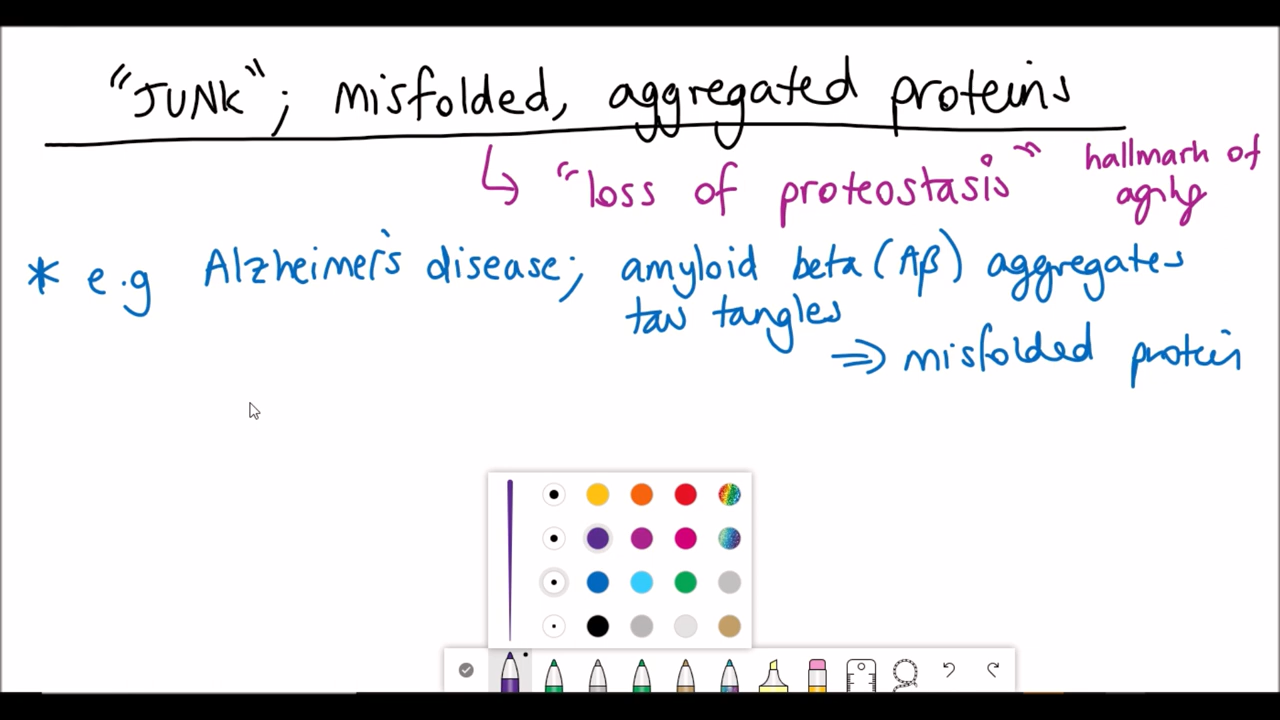 "JUNK"; misfolded, aggregated proteins
↳ "loss of proteostasis" hallmark of
aging
* e.g Alzheimer's disease; amyloid beta (Aβ) aggregates
tau tangles
⇒ misfolded protein